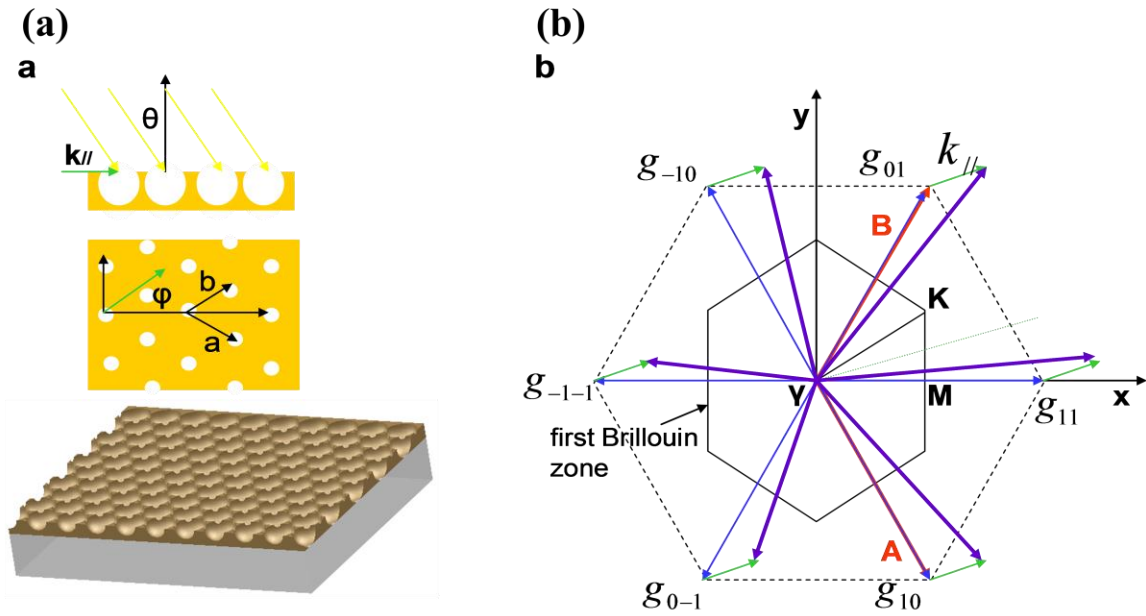 (a)
a
θ
k//
φ
b
a
(b)
b
y
g₋₁₀
g₀₁
k//
B
K
Y
M
x
g₋₁₋₁
g₁₁
first Brillouin
zone
A
g₀₋₁
g₁₀